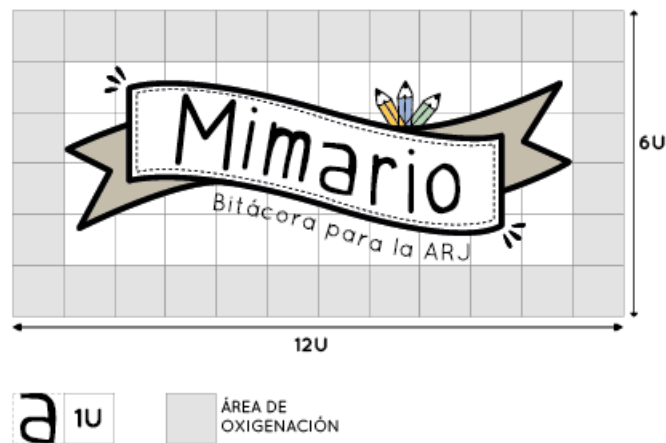 Mimario
Bitácora para la ARJ
6U
12U
a 1U
ÁREA DE
OXIGENACIÓN